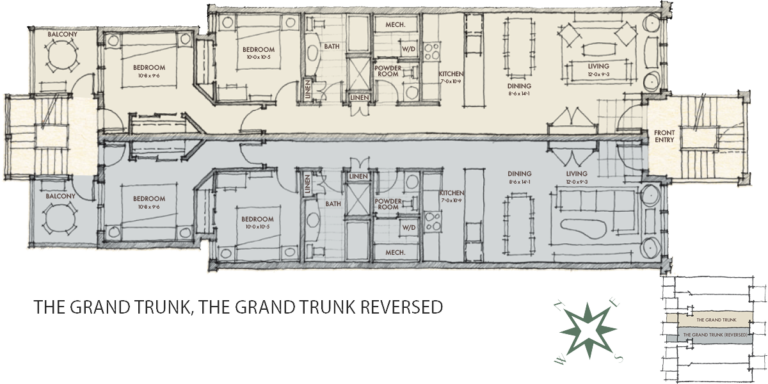 BALCONY
BEDROOM
10-8 x 9-6
BEDROOM
10-0 x 10-5
BATH
LINEN
MECH.
W/D
POWDER
ROOM
LINEN
KITCHEN
7-0 x 10-9
DINING
8-6 x 14-1
LIVING
12-0 x 9-3
FRONT
ENTRY
BALCONY
BEDROOM
10-8 x 9-6
BEDROOM
10-0 x 10-5
LINEN
BATH
LINEN
POWDER
ROOM
W/D
MECH.
KITCHEN
7-0 x 10-9
DINING
8-6 x 14-1
LIVING
12-0 x 9-3
THE GRAND TRUNK, THE GRAND TRUNK REVERSED
S
THE GRAND TRUNK
THE GRAND TRUNK (REVERSED)